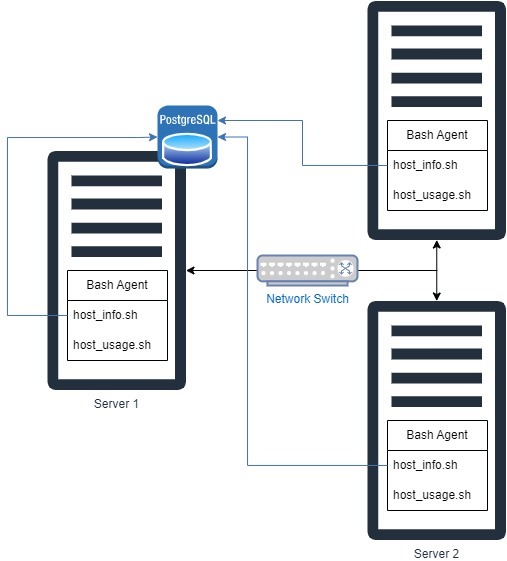 Bash Agent
host_info.sh
host_usage.sh
PostgreSQL
Bash Agent
host_info.sh
host_usage.sh
Server 1
Network Switch
Bash Agent
host_info.sh
host_usage.sh
Server 2